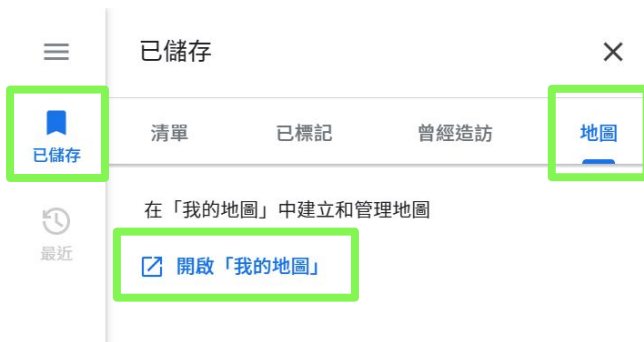 已儲存
已儲存
清單
已標記
曾經造訪
地圖
最近
在「我的地圖」中建立和管理地圖
開啟「我的地圖」